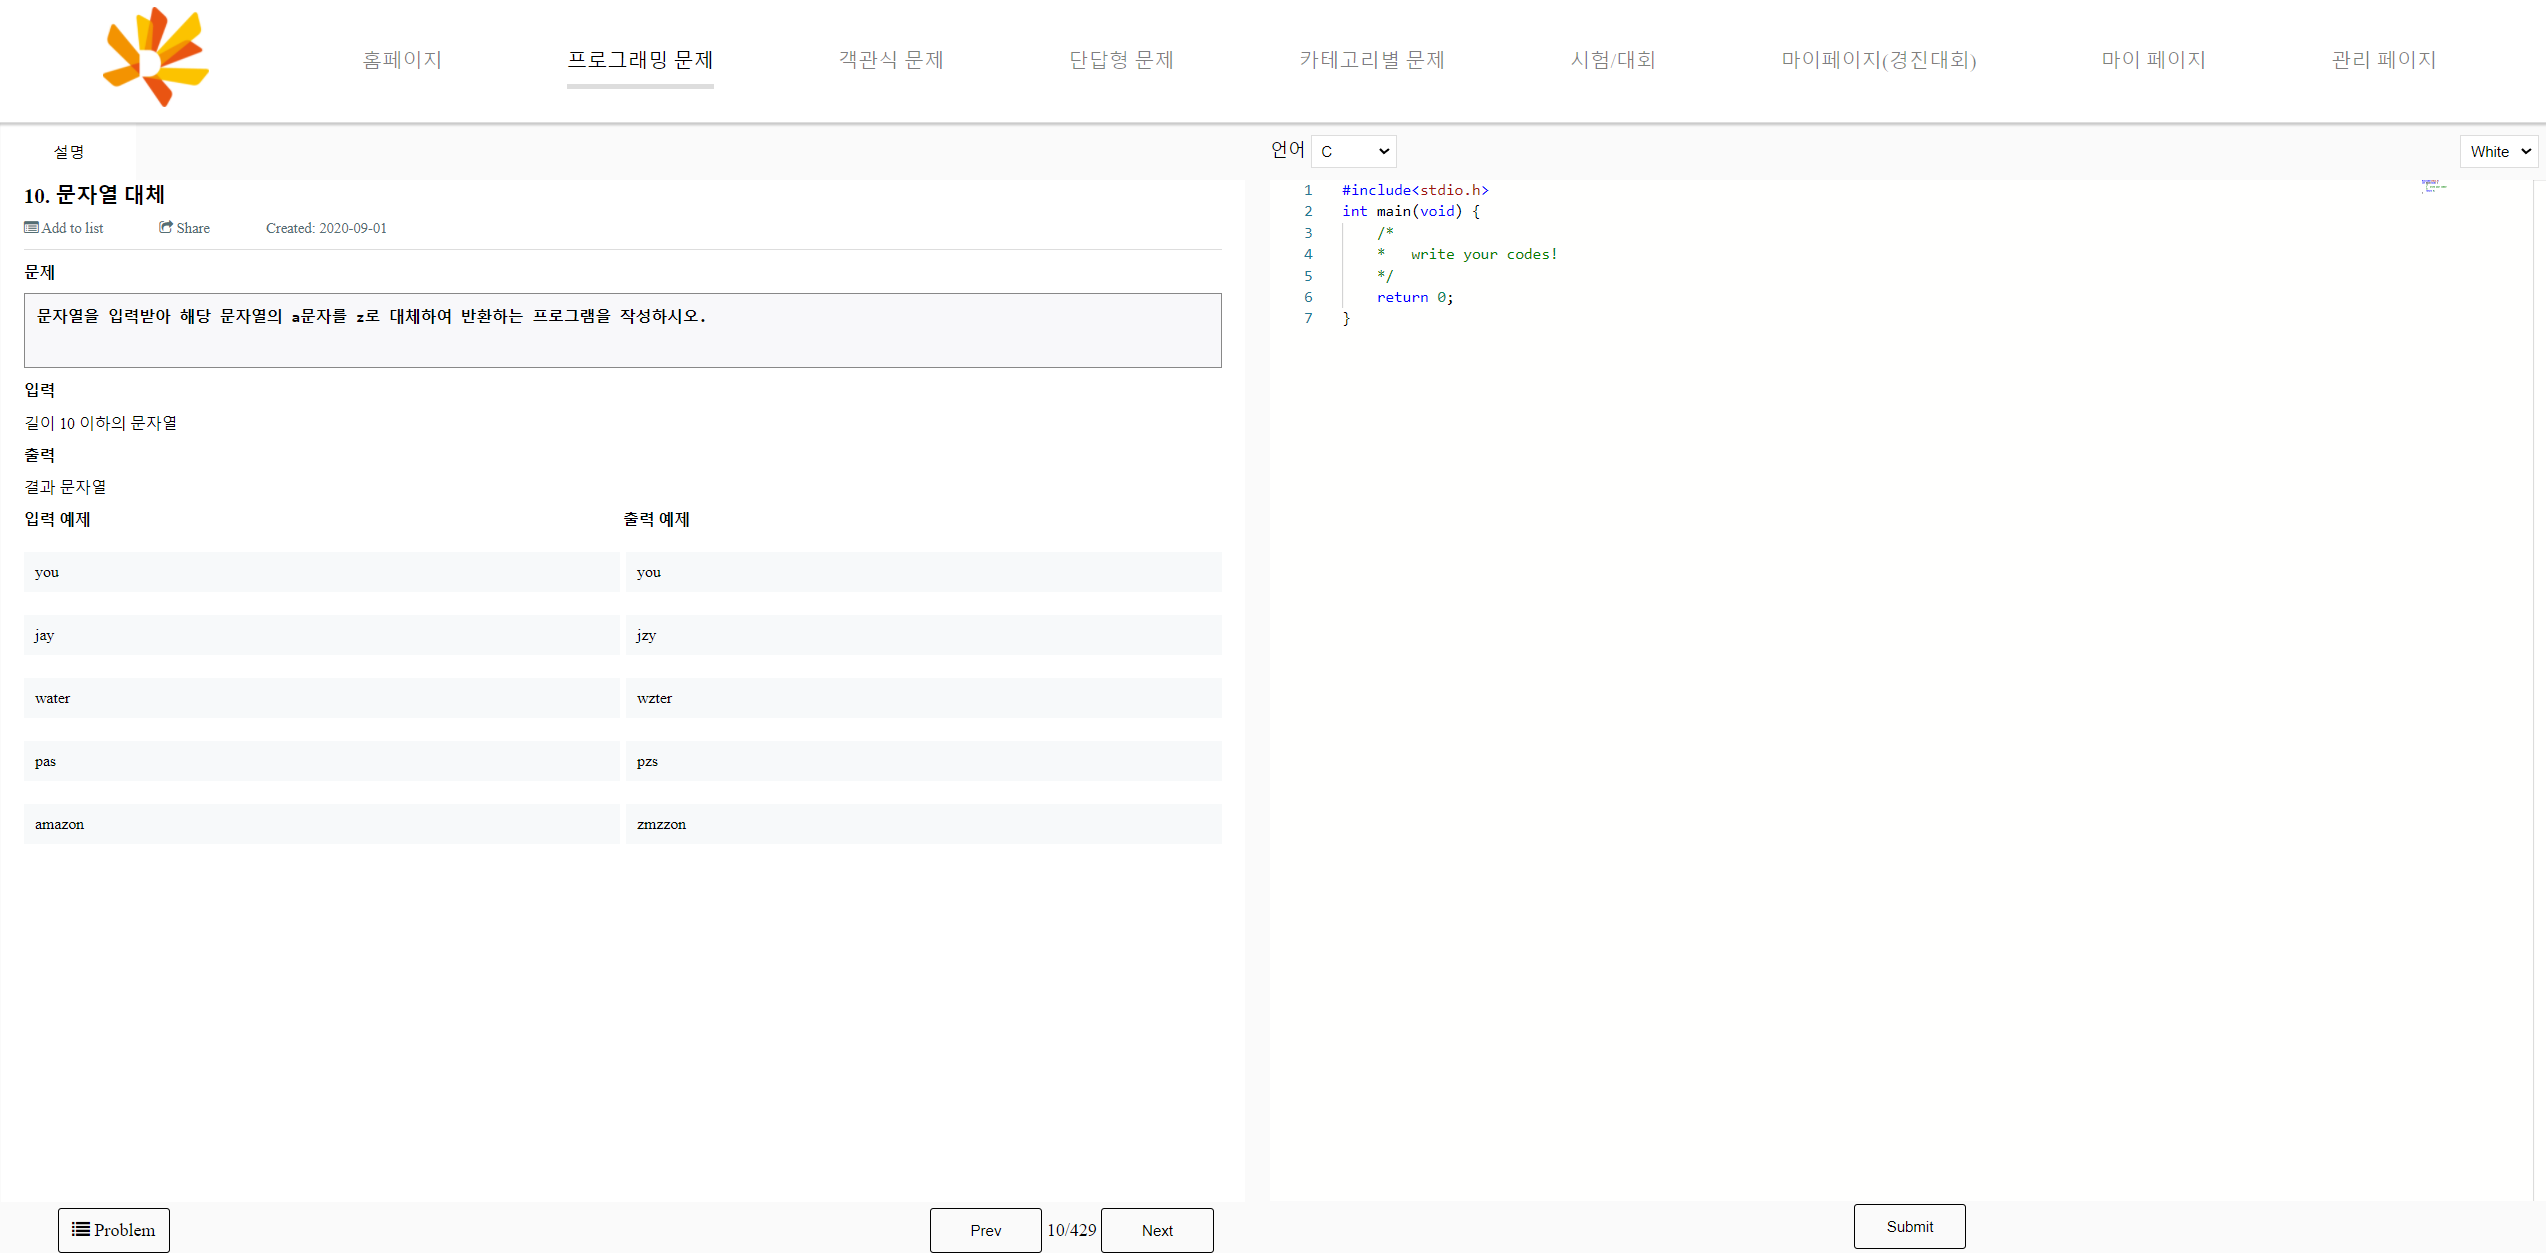 홈페이지 프로그래밍 문제 객관식 문제 단답형 문제 카테고리별 문제 시험/대회 마이페이지(경진대회) 마이 페이지 관리 페이지
설명
10. 문자열 대체
Add to list Share Created: 2020-09-01
문제
문자열을 입력받아 해당 문자열의 a문자를 z로 대체하여 반환하는 프로그램을 작성하시오.
입력
길이 10 이하의 문자열
출력
결과 문자열
입력 예제 출력 예제
you you
jay jzy
water wzter
pas pzs
amazon zmzzon
Problem Prev 10/429 Next
언어 C White
1 #include<stdio.h>
2 int main(void) {
3 /*
4 * write your codes!
5 */
6 return 0;
7 }
Submit